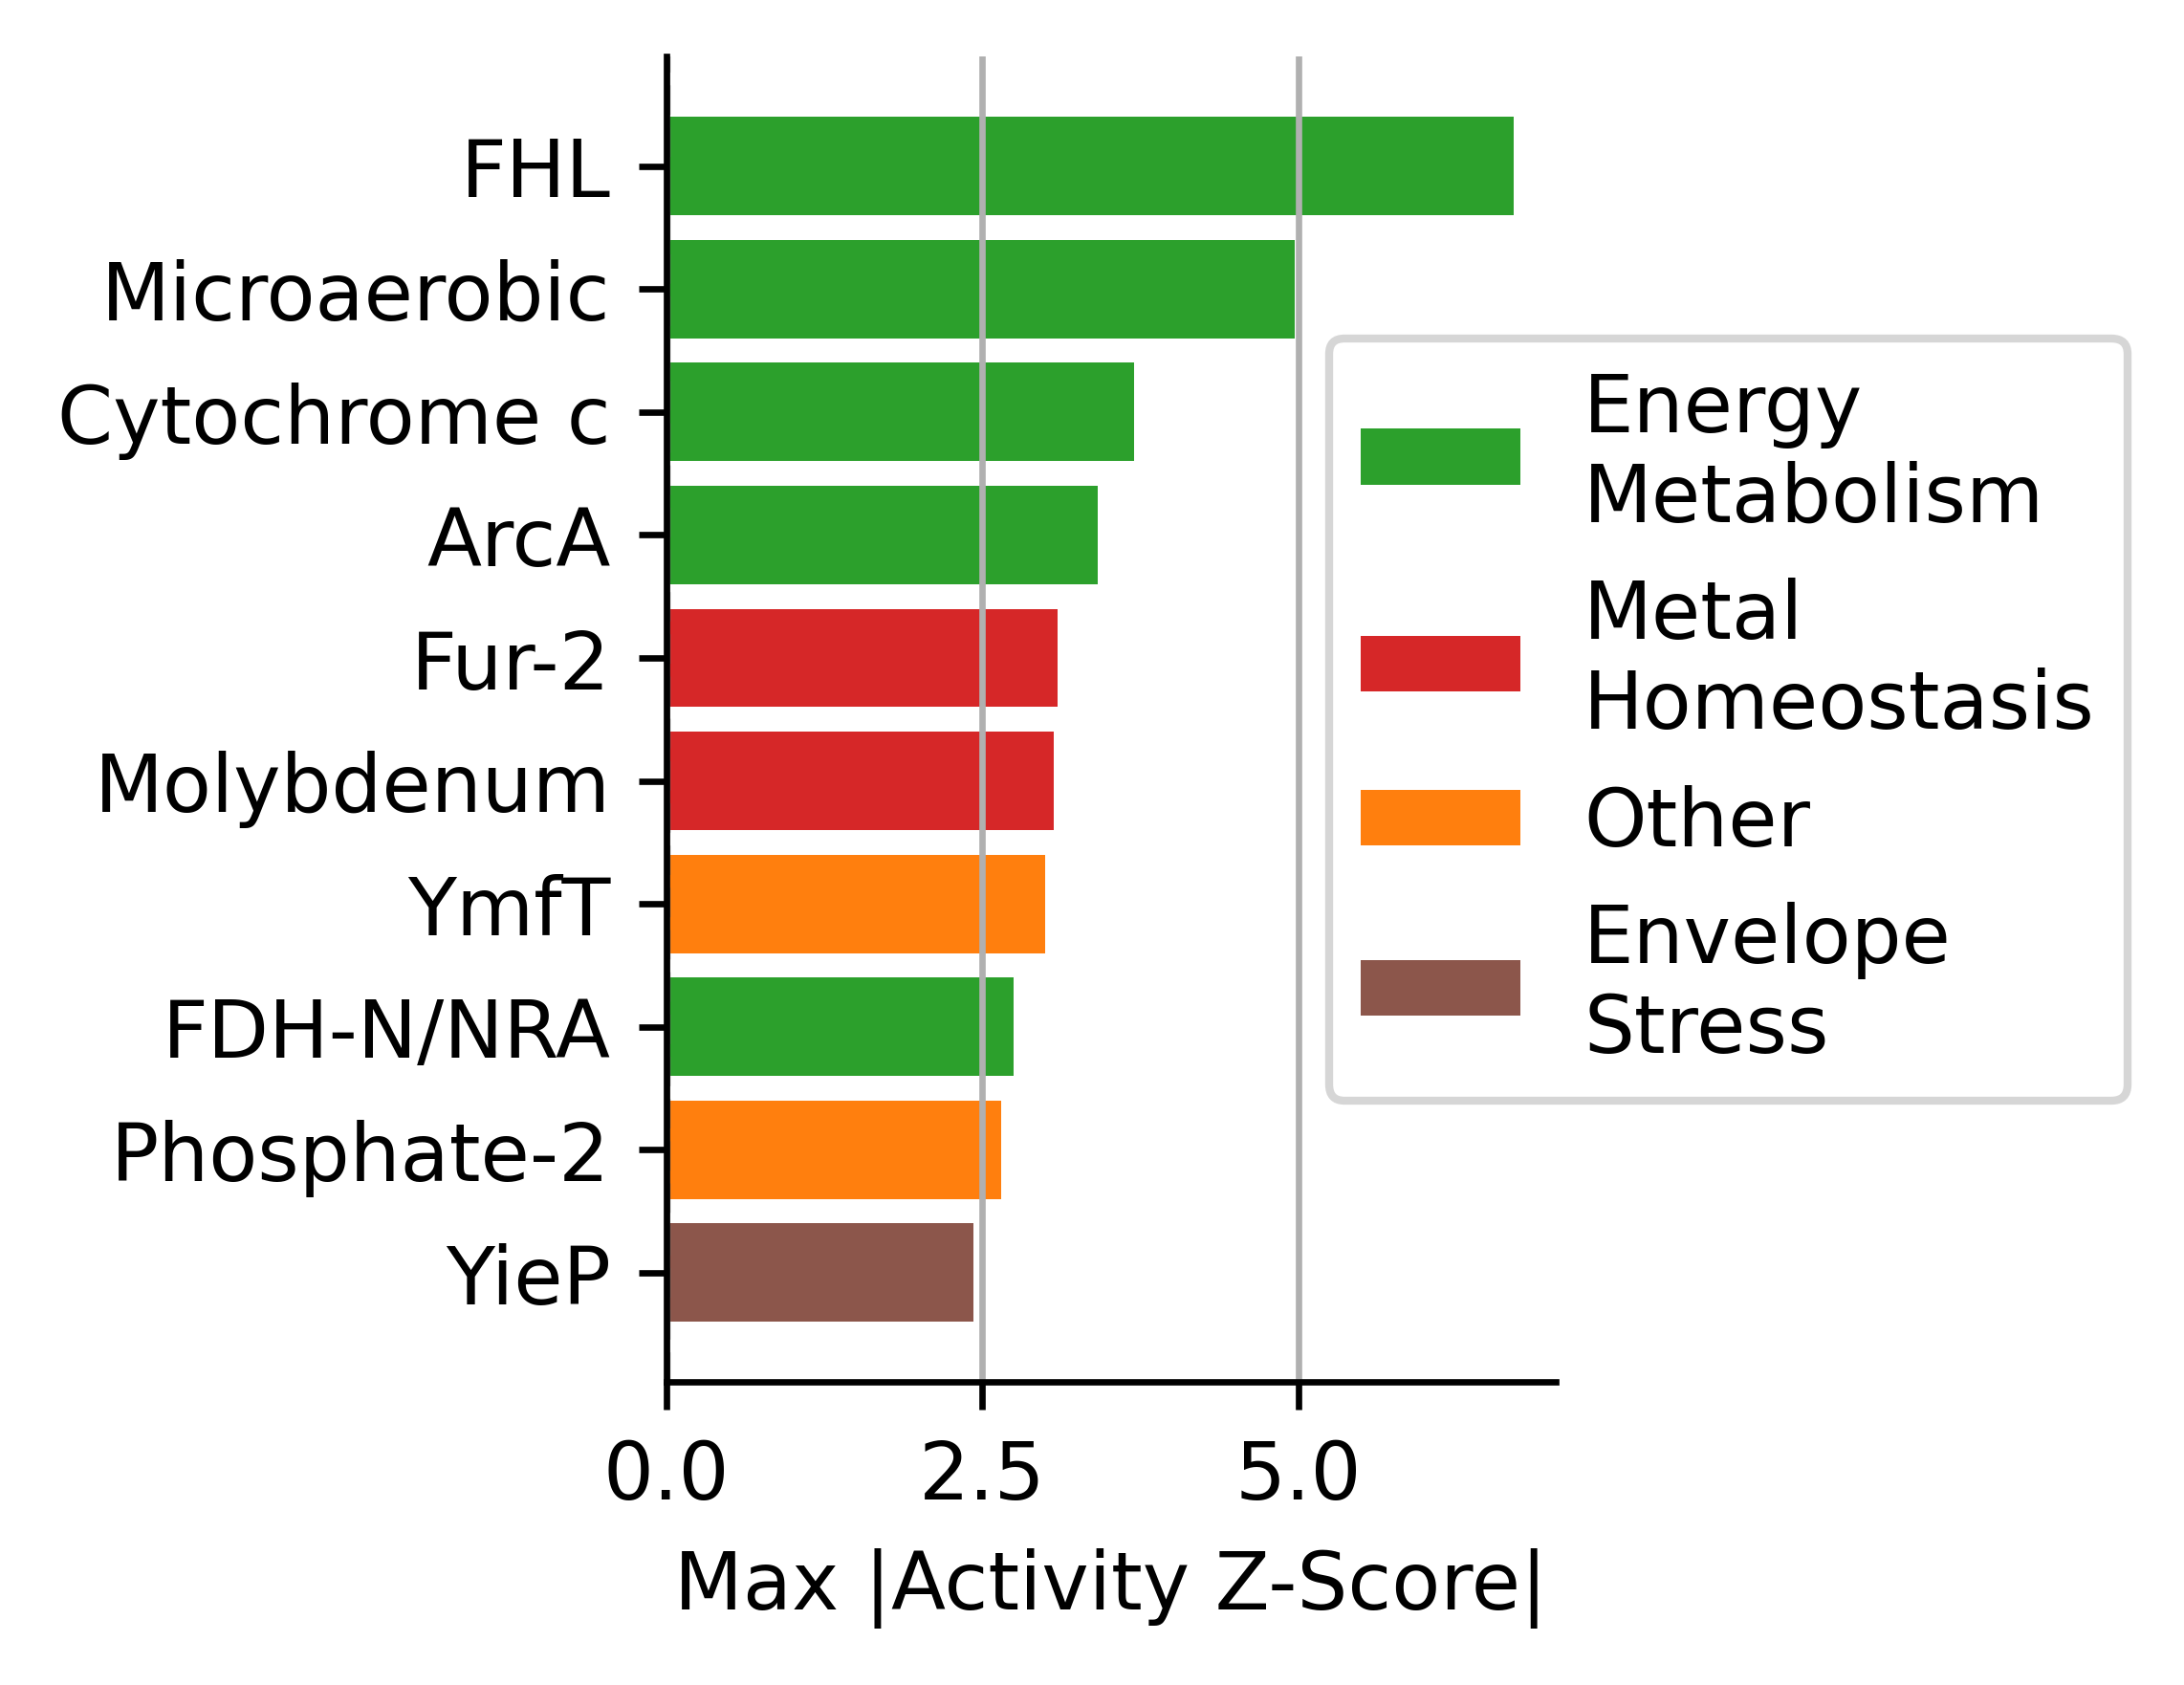 FHL
Microaerobic
Cytochrome c
ArcA
Fur-2
Molybdenum
YmfT
FDH-N/NRA
Phosphate-2
YieP
0.0 2.5 5.0
Max |Activity Z-Score|
Energy
Metabolism
Metal
Homeostasis
Other
Envelope
Stress